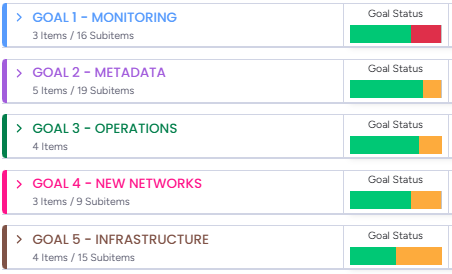 GOAL 1 - MONITORING
Goal Status
3 Items / 16 Subitems
GOAL 2 - METADATA
Goal Status
5 Items / 19 Subitems
GOAL 3 - OPERATIONS
Goal Status
4 Items
GOAL 4 - NEW NETWORKS
Goal Status
3 Items / 9 Subitems
GOAL 5 - INFRASTRUCTURE
Goal Status
4 Items / 15 Subitems